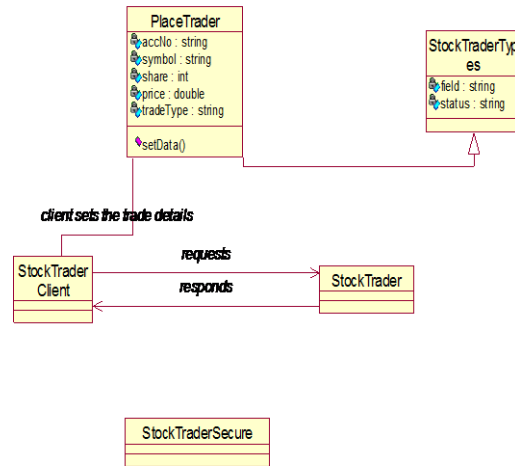 PlaceTrader
accNo : string
symbol : string
share : int
price : double
tradeType : string
setData()
StockTraderTyp
es
field : string
status : string
client sets the trade details
requests
StockTrader
Client
responds
StockTrader
StockTraderSecure